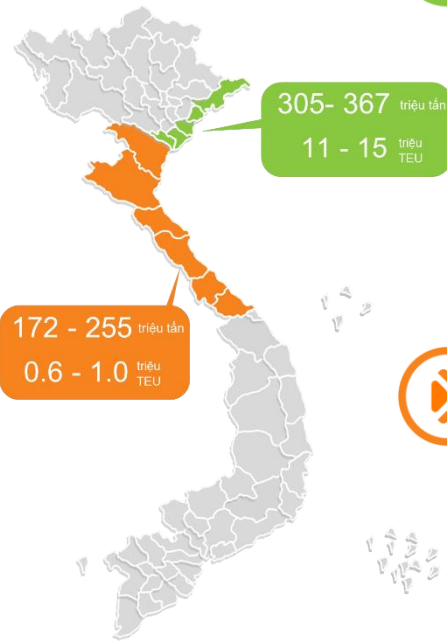 305- 367 triệu tấn
11 - 15 triệu TEU
172 - 255 triệu tấn
0.6 - 1.0 triệu TEU